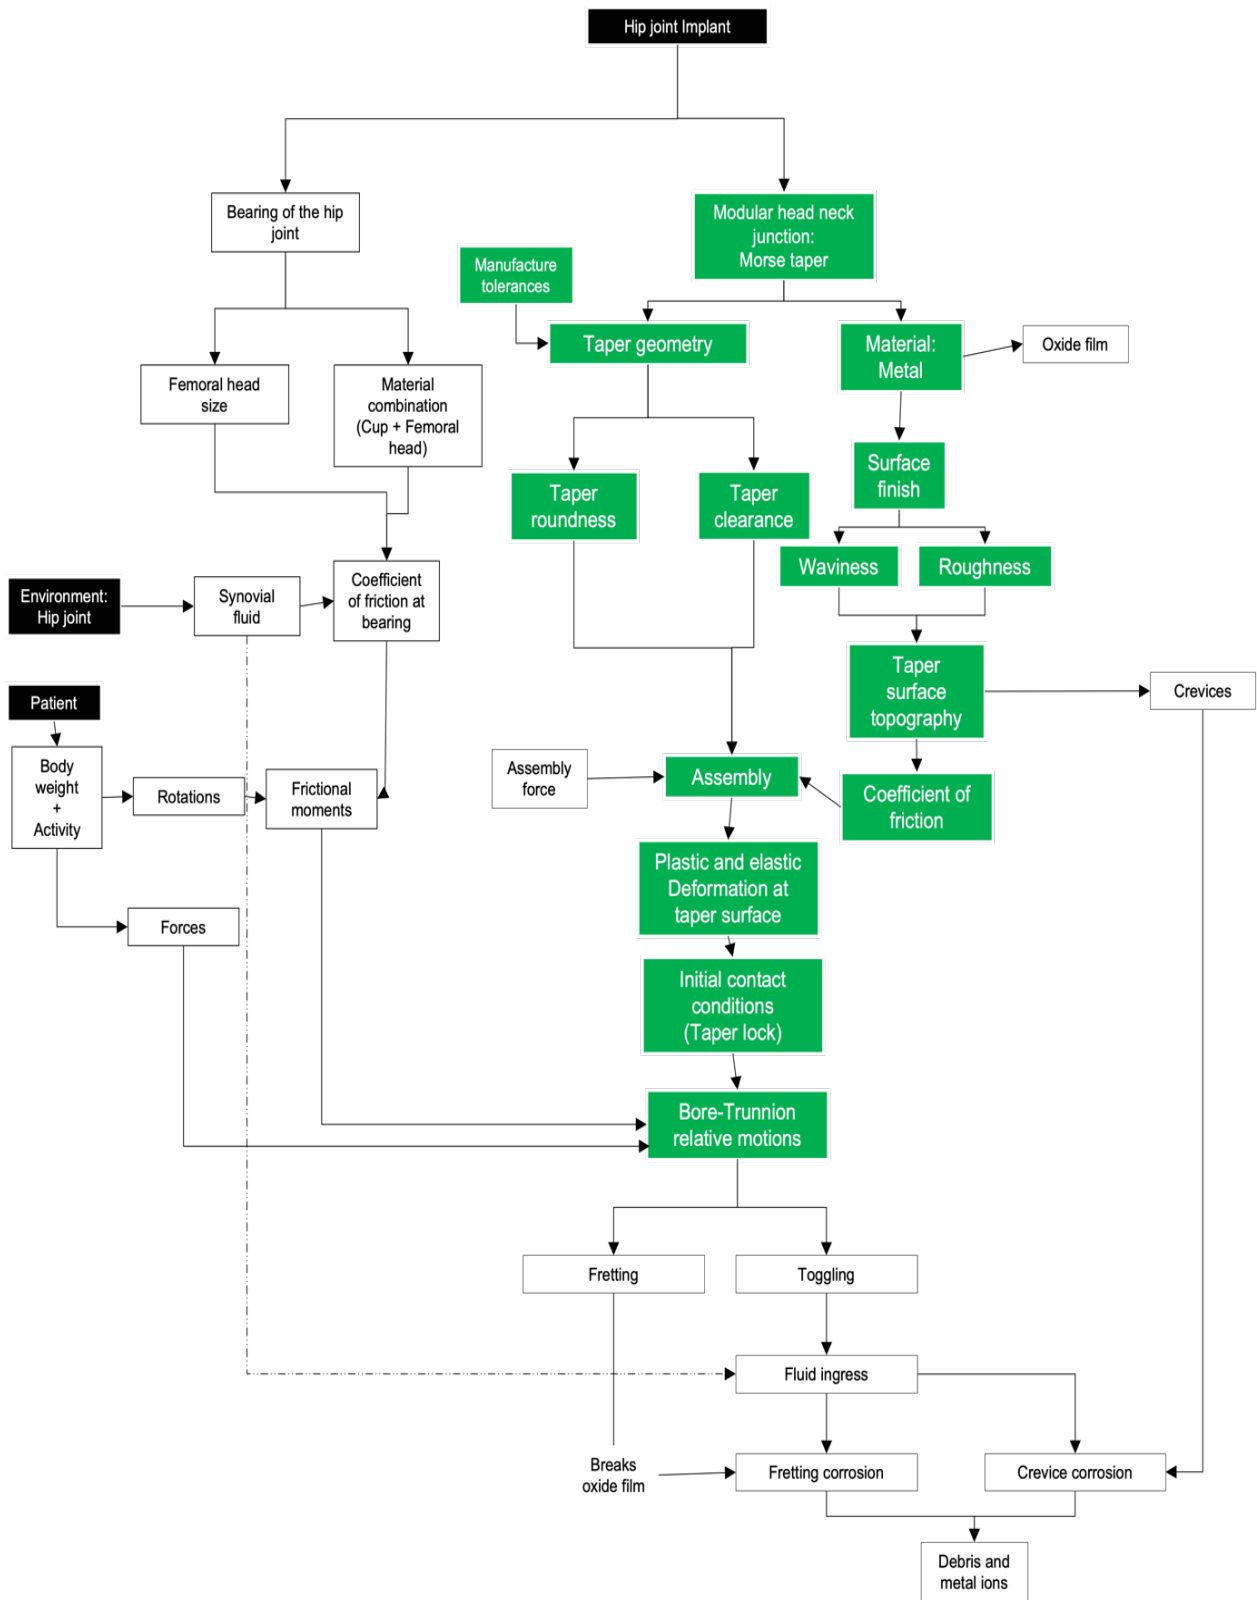 Hip joint Implant
Bearing of the hip
joint
Modular head neck
junction:
Morse taper
Manufacture
tolerances
Taper geometry
Material:
Metal
Oxide film
Femoral head
size
Material
combination
(Cup + Femoral
head)
Surface
finish
Taper
roundness
Taper
clearance
Waviness
Roughness
Environment:
Hip joint
Synovial
fluid
Coefficient
of friction at
bearing
Taper
surface
topography
Crevices
Patient
Body
weight
+
Activity
Rotations
Frictional
moments
Assembly
force
Assembly
Coefficient of
friction
Plastic and elastic
Deformation at
taper surface
Forces
Initial contact
conditions
(Taper lock)
Bore-Trunnion
relative motions
Fretting
Toggling
Fluid ingress
Breaks
oxide film
Fretting corrosion
Crevice corrosion
Debris and
metal ions